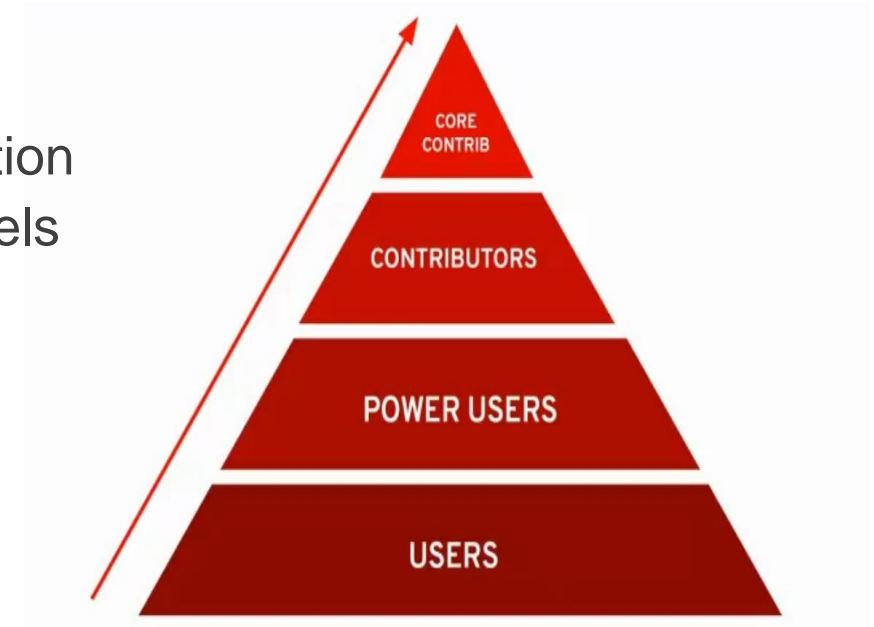 CORE
CONTRIB
tion
els
CONTRIBUTORS
POWER USERS
USERS